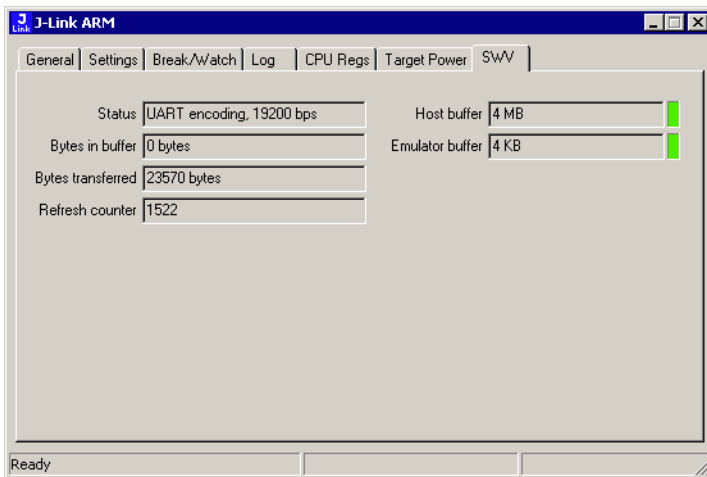 J Link J-Link ARM
General Settings Break/Watch Log CPU Regs Target Power SWV
Status UART encoding, 19200 bps Host buffer 4 MB
Bytes in buffer 0 bytes Emulator buffer 4 KB
Bytes transferred 23570 bytes
Refresh counter 1522
Ready